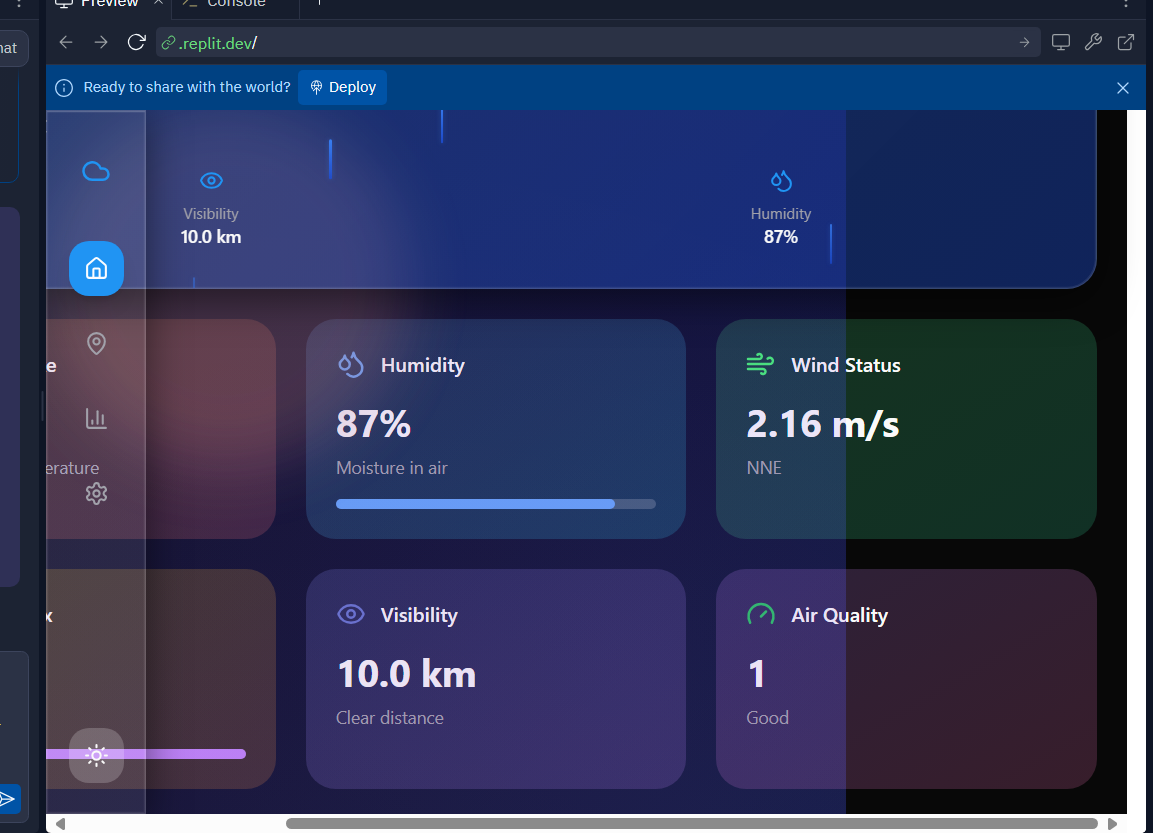 Preview
Console
hat
.replit.dev/
Ready to share with the world?
Deploy
Visibility
10.0 km
Humidity
87%
e
Humidity
Wind Status
87%
2.16 m/s
erature
Moisture in air
NNE
x
Visibility
Air Quality
10.0 km
1
Clear distance
Good